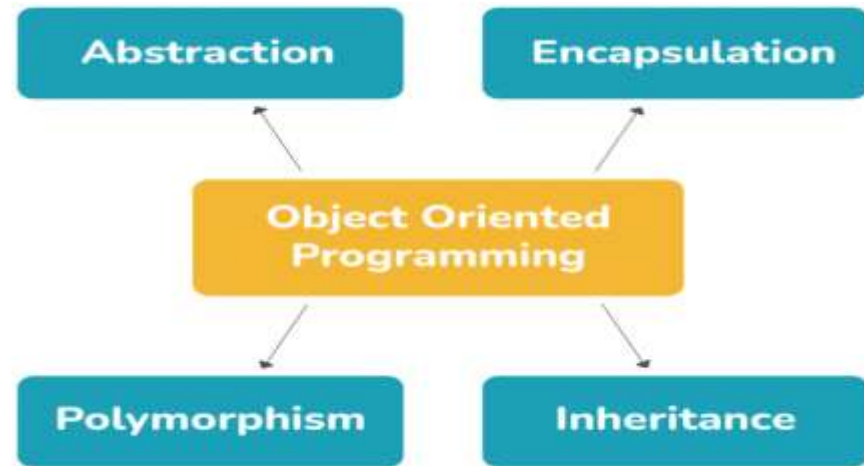 Abstraction
Encapsulation
Object Oriented
Programming
Polymorphism
Inheritance